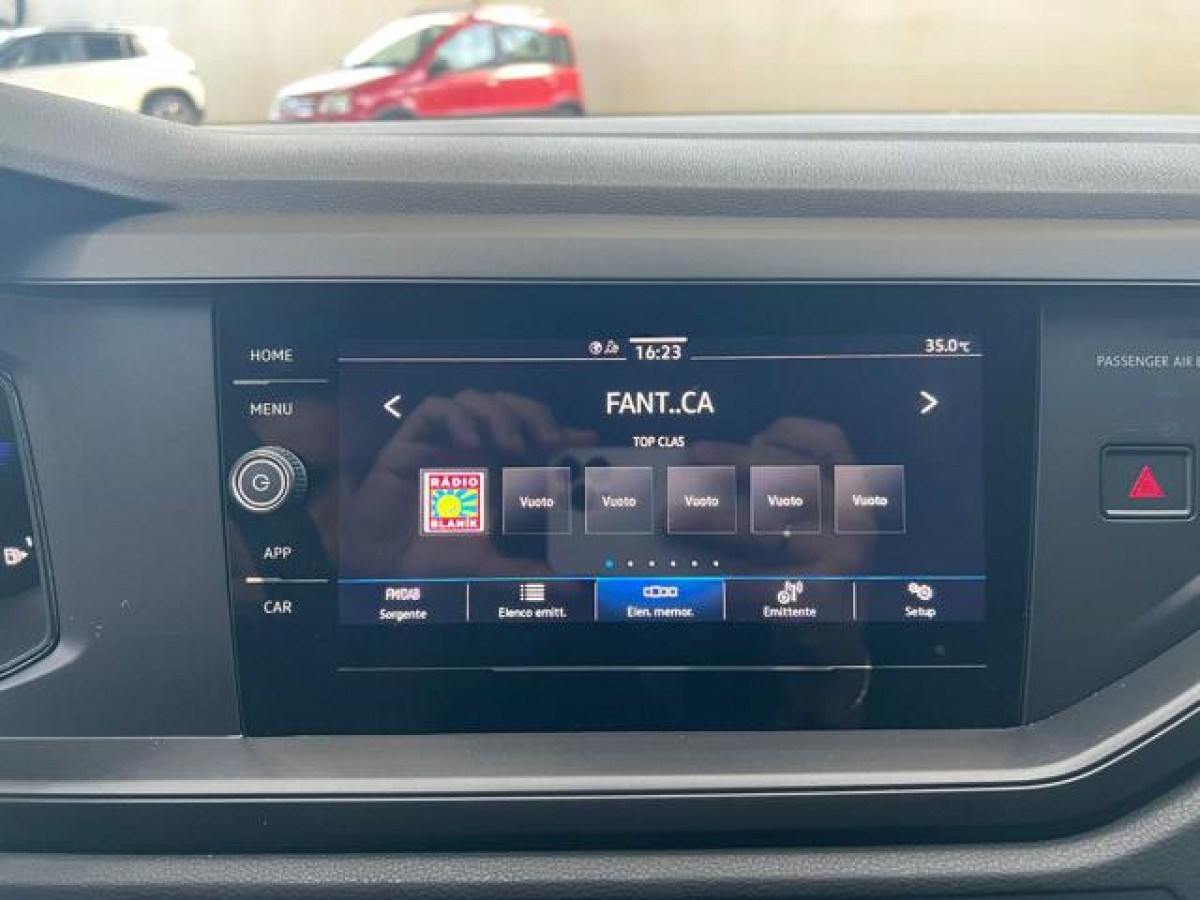 HOME
MENU
APP
CAR
16:23
35.0°C
FANT..CA
TOP CLAS
RÁDIO
BLANÍK
Vuoto
Vuoto
Vuoto
Vuoto
Vuoto
FM/DAB
Sorgente
Elenco emitt.
Elen. memor.
Emittente
Setup
PASSENGER AIR
1